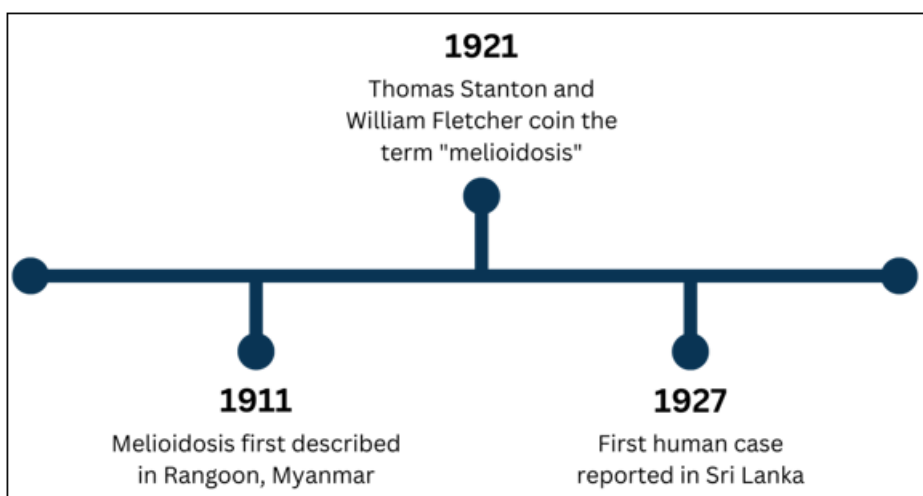 1921
Thomas Stanton and
William Fletcher coin the
term "melioidosis"
1911
Melioidosis first described
in Rangoon, Myanmar
1927
First human case
reported in Sri Lanka